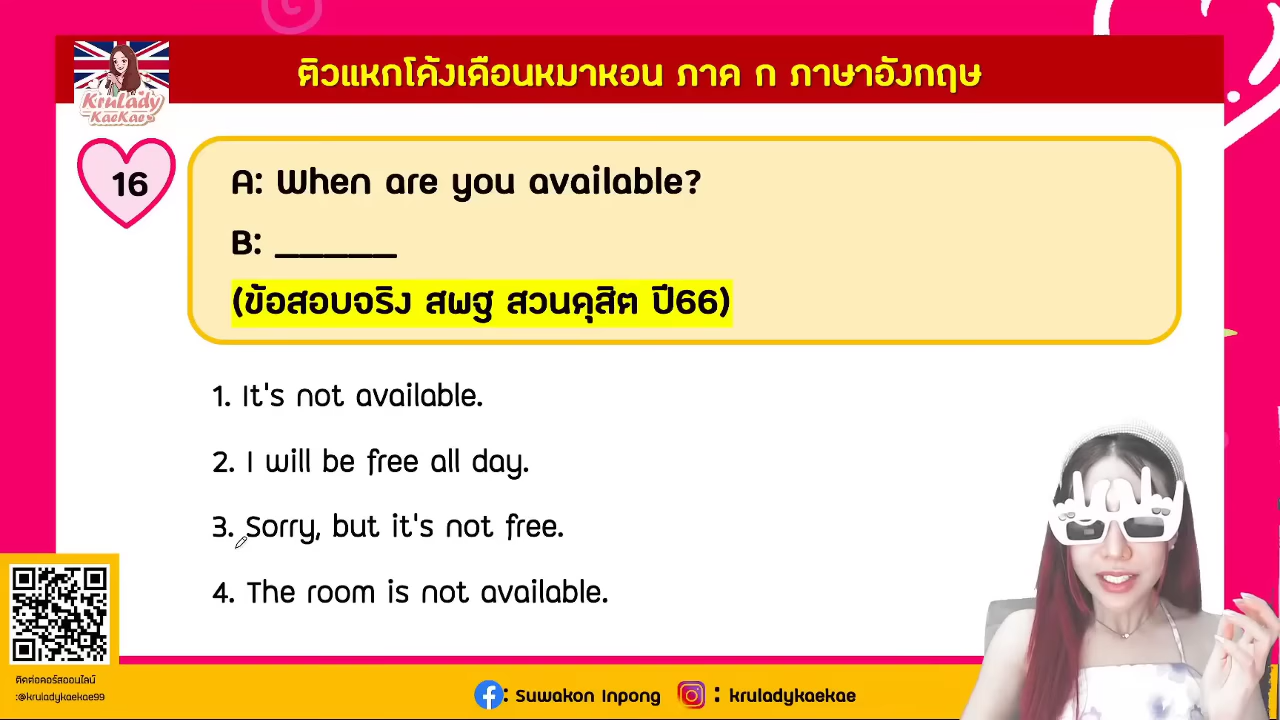 ติวแหกโค้งเดือนหมาหอน ภาค ก ภาษาอังกฤษ
KruLady
KaeKae
16
A: When are you available?
B: _____
(ข้อสอบจริง สพฐ สวนดุสิต ปี66)
1. It's not available.
2. I will be free all day.
3. Sorry, but it's not free.
4. The room is not available.
ติดต่อคอร์สออนไลน์
:@kruladykaekae99
: Suwakon Inpong : kruladykaekae